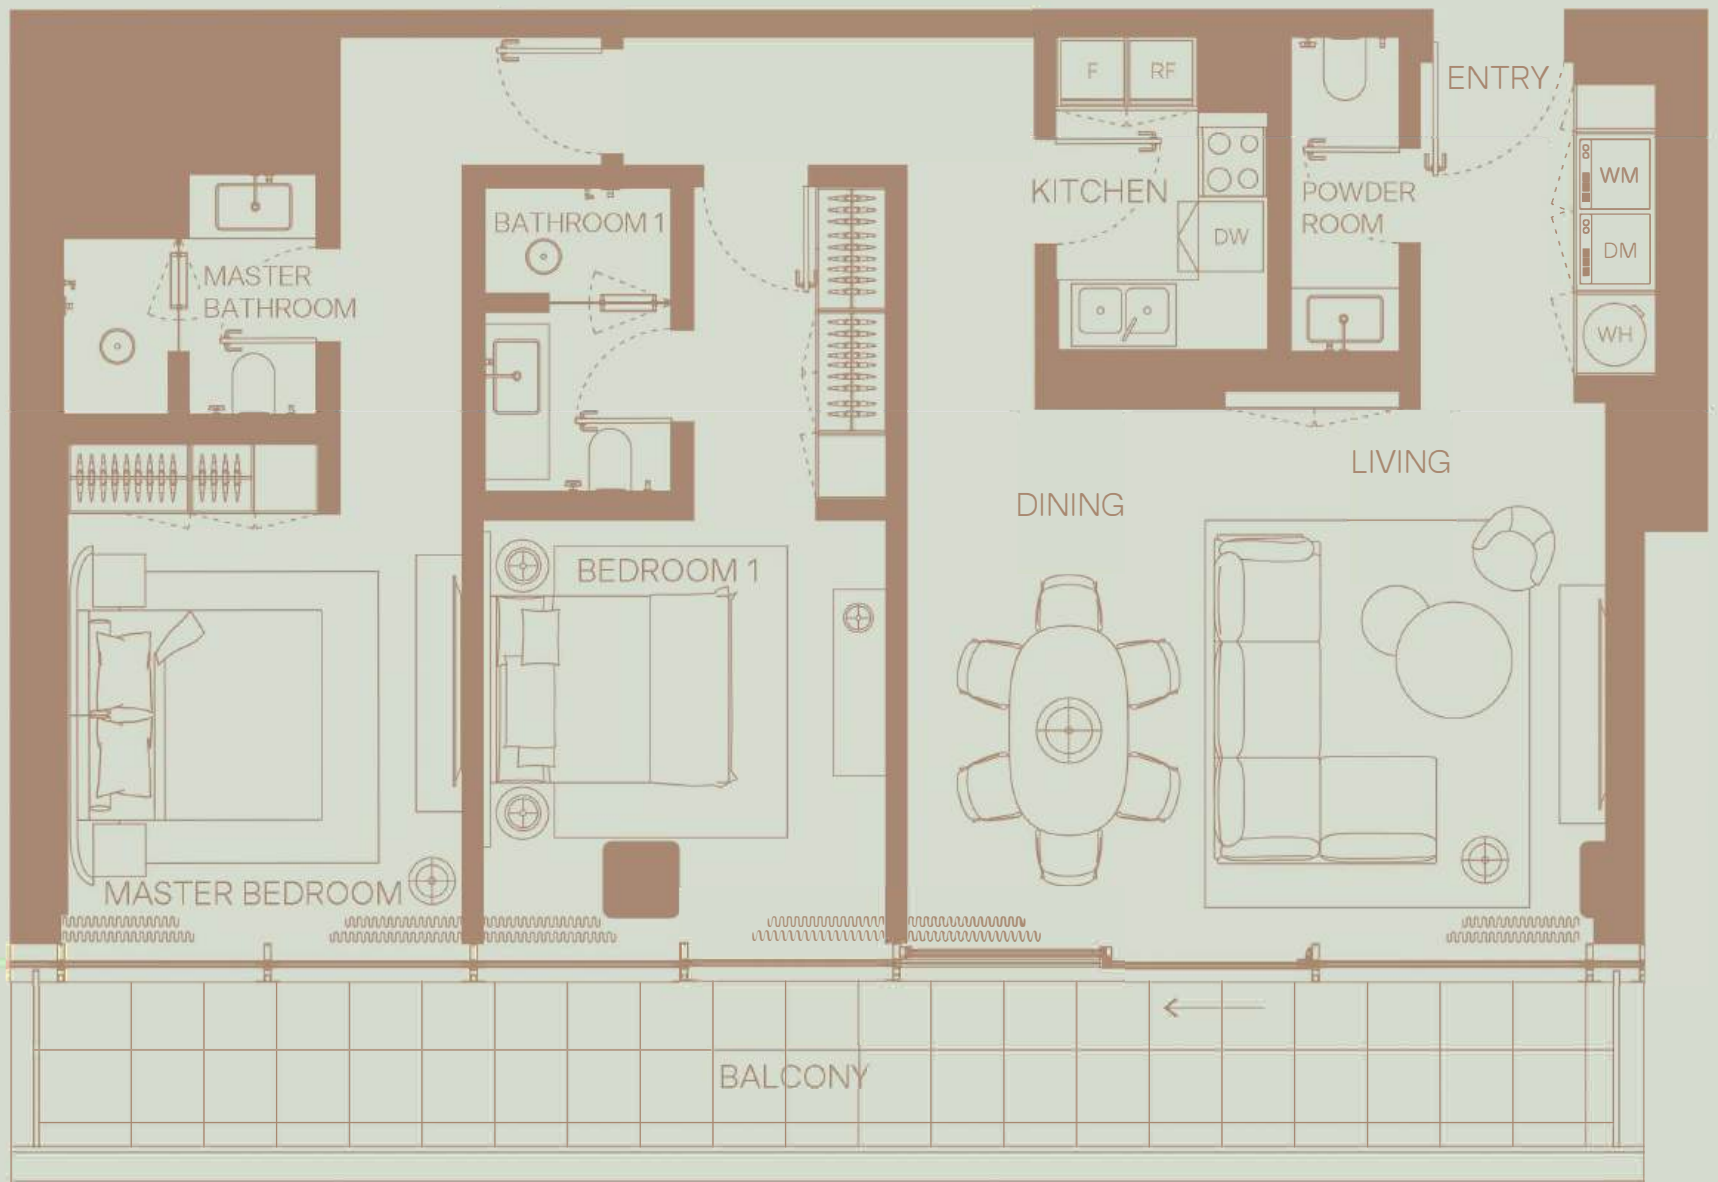 ENTRY
F
RF
KITCHEN
DW
POWDER
ROOM
WM
DM
WH
BATHROOM 1
MASTER
BATHROOM
LIVING
DINING
BEDROOM 1
MASTER BEDROOM
BALCONY